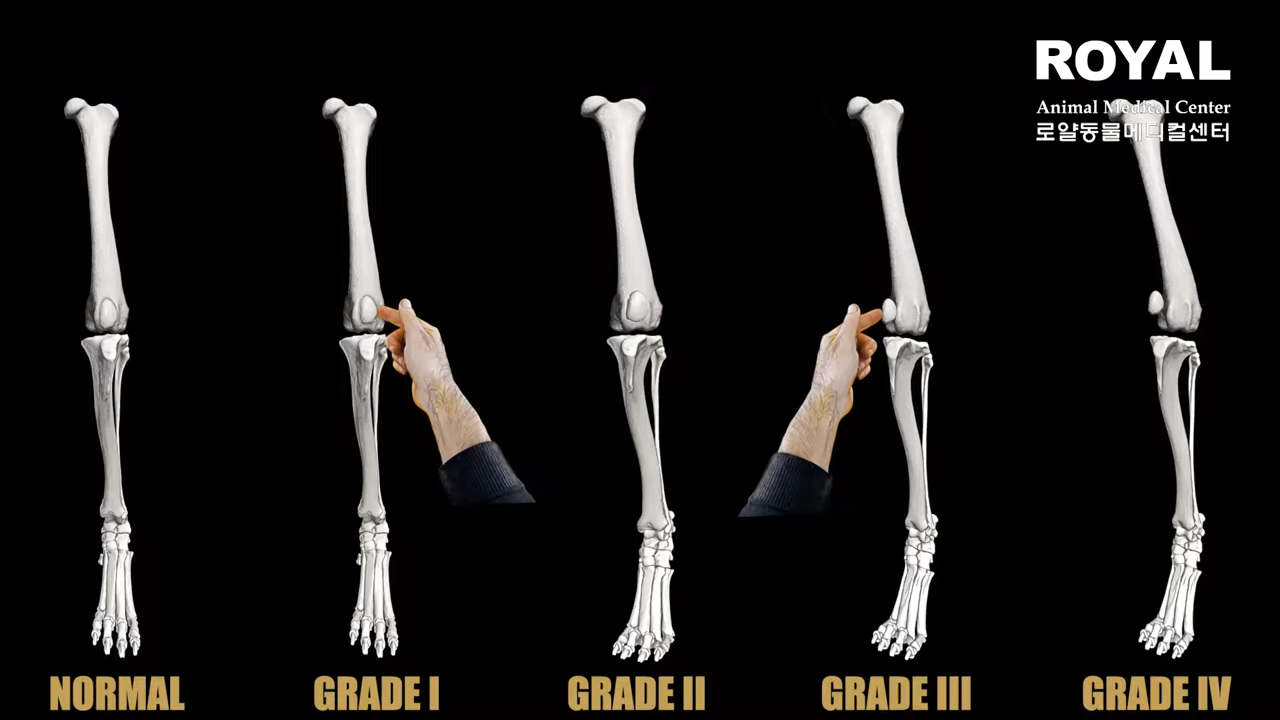 ROYAL
Animal Medical Center
로얄동물메디컬센터
NORMAL
GRADE I
GRADE II
GRADE III
GRADE IV